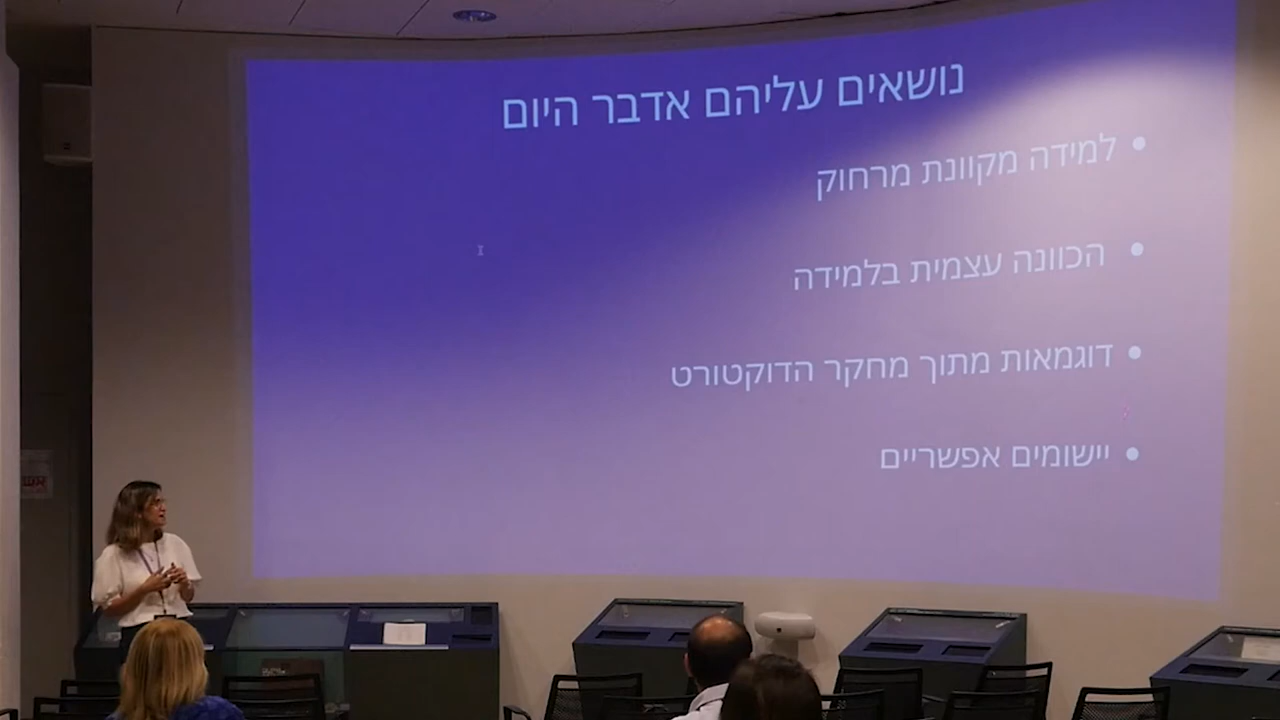 נושאים עליהם אדבר היום
• למידה מקוונת מרחוק
• הכוונה עצמית בלמידה
• דוגמאות מתוך מחקר הדוקטורט
• יישומים אפשריים